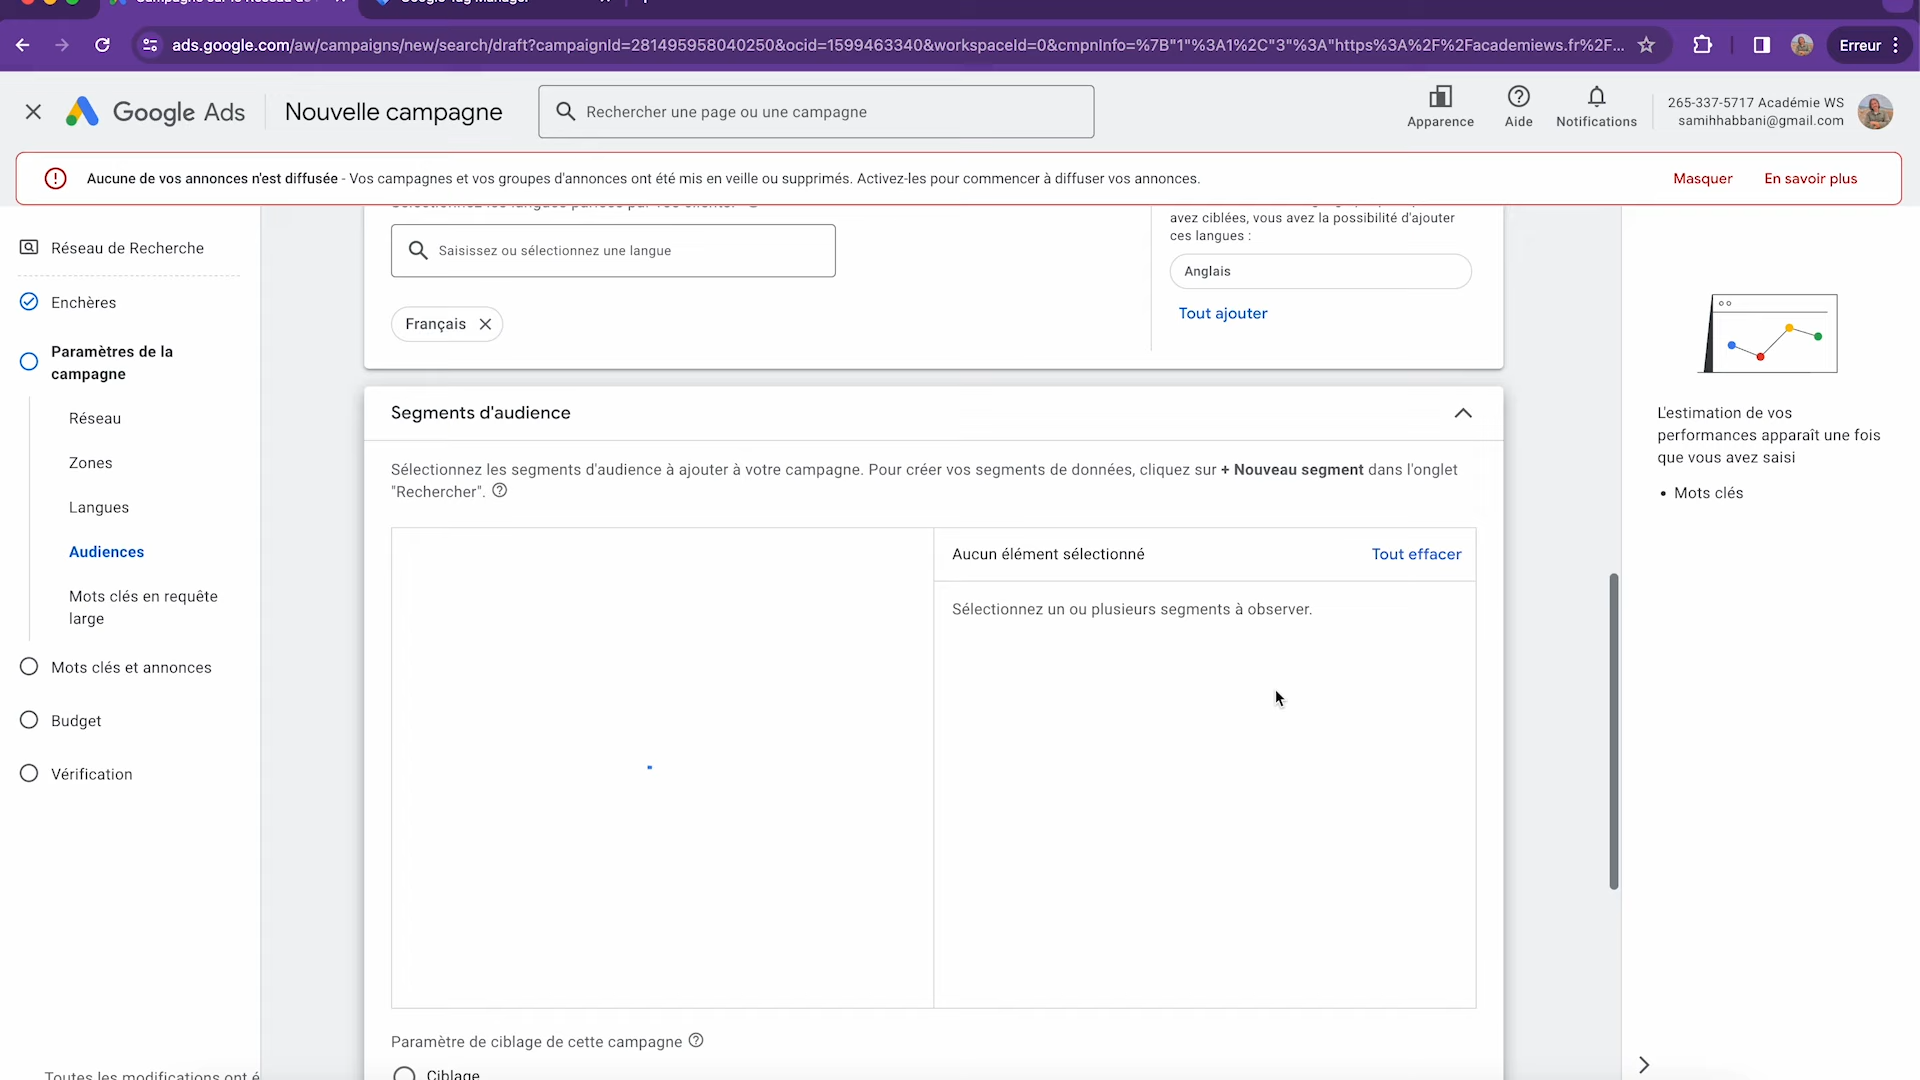 Google Tag Manager
ads.google.com/aw/campaigns/new/search/draft?campaignId=281495958040250&ocid=1599463340&workspaceId=0&cmpnInfo=%7B"1"%3A1%2C"3"%3A"https%3A%2F%2Facademiews.fr%2F...
Erreur
Google Ads
Nouvelle campagne
Rechercher une page ou une campagne
Apparence
Aide
Notifications
265-337-5717 Académie WS
samihhabbani@gmail.com
Aucune de vos annonces n'est diffusée - Vos campagnes et vos groupes d'annonces ont été mis en veille ou supprimés. Activez-les pour commencer à diffuser vos annonces.
Masquer
En savoir plus
Réseau de Recherche
Enchères
Paramètres de la
campagne
Réseau
Zones
Langues
Audiences
Mots clés en requête
large
Mots clés et annonces
Budget
Vérification
Toutes les modifications ont é
Saisissez ou sélectionnez une langue
Français
avez ciblées, vous avez la possibilité d'ajouter
ces langues :
Anglais
Tout ajouter
Segments d'audience
Sélectionnez les segments d'audience à ajouter à votre campagne. Pour créer vos segments de données, cliquez sur + Nouveau segment dans l'onglet
"Rechercher".
Aucun élément sélectionné
Tout effacer
Sélectionnez un ou plusieurs segments à observer.
Paramètre de ciblage de cette campagne
Ciblage
L'estimation de vos
performances apparaît une fois
que vous avez saisi
• Mots clés